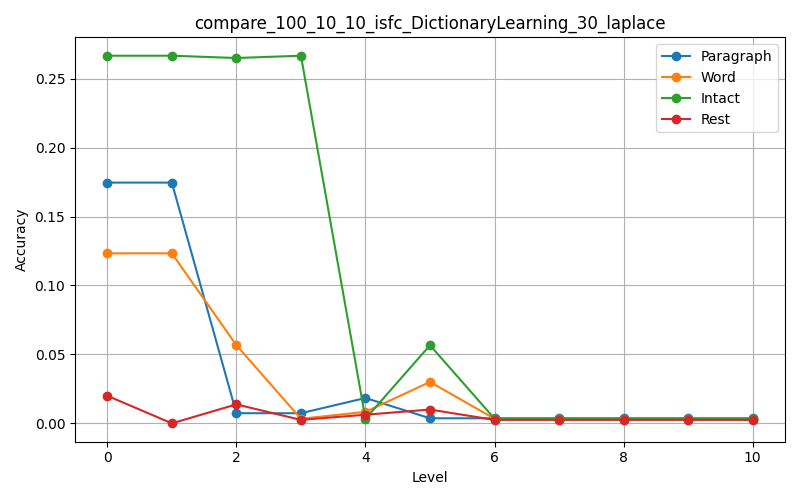 compare_100_10_10_isfc_DictionaryLearning_30_laplace
Paragraph
Word
Intact
Rest
Accuracy
0.25
0.20
0.15
0.10
0.05
0.00
0 2 4 6 8 10
Level